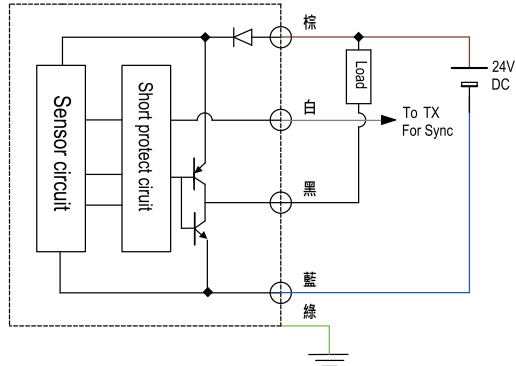 棕
24V
DC
Load
白
To TX
For Sync
Sensor circuit
Short protect ciruit
黑
藍
綠